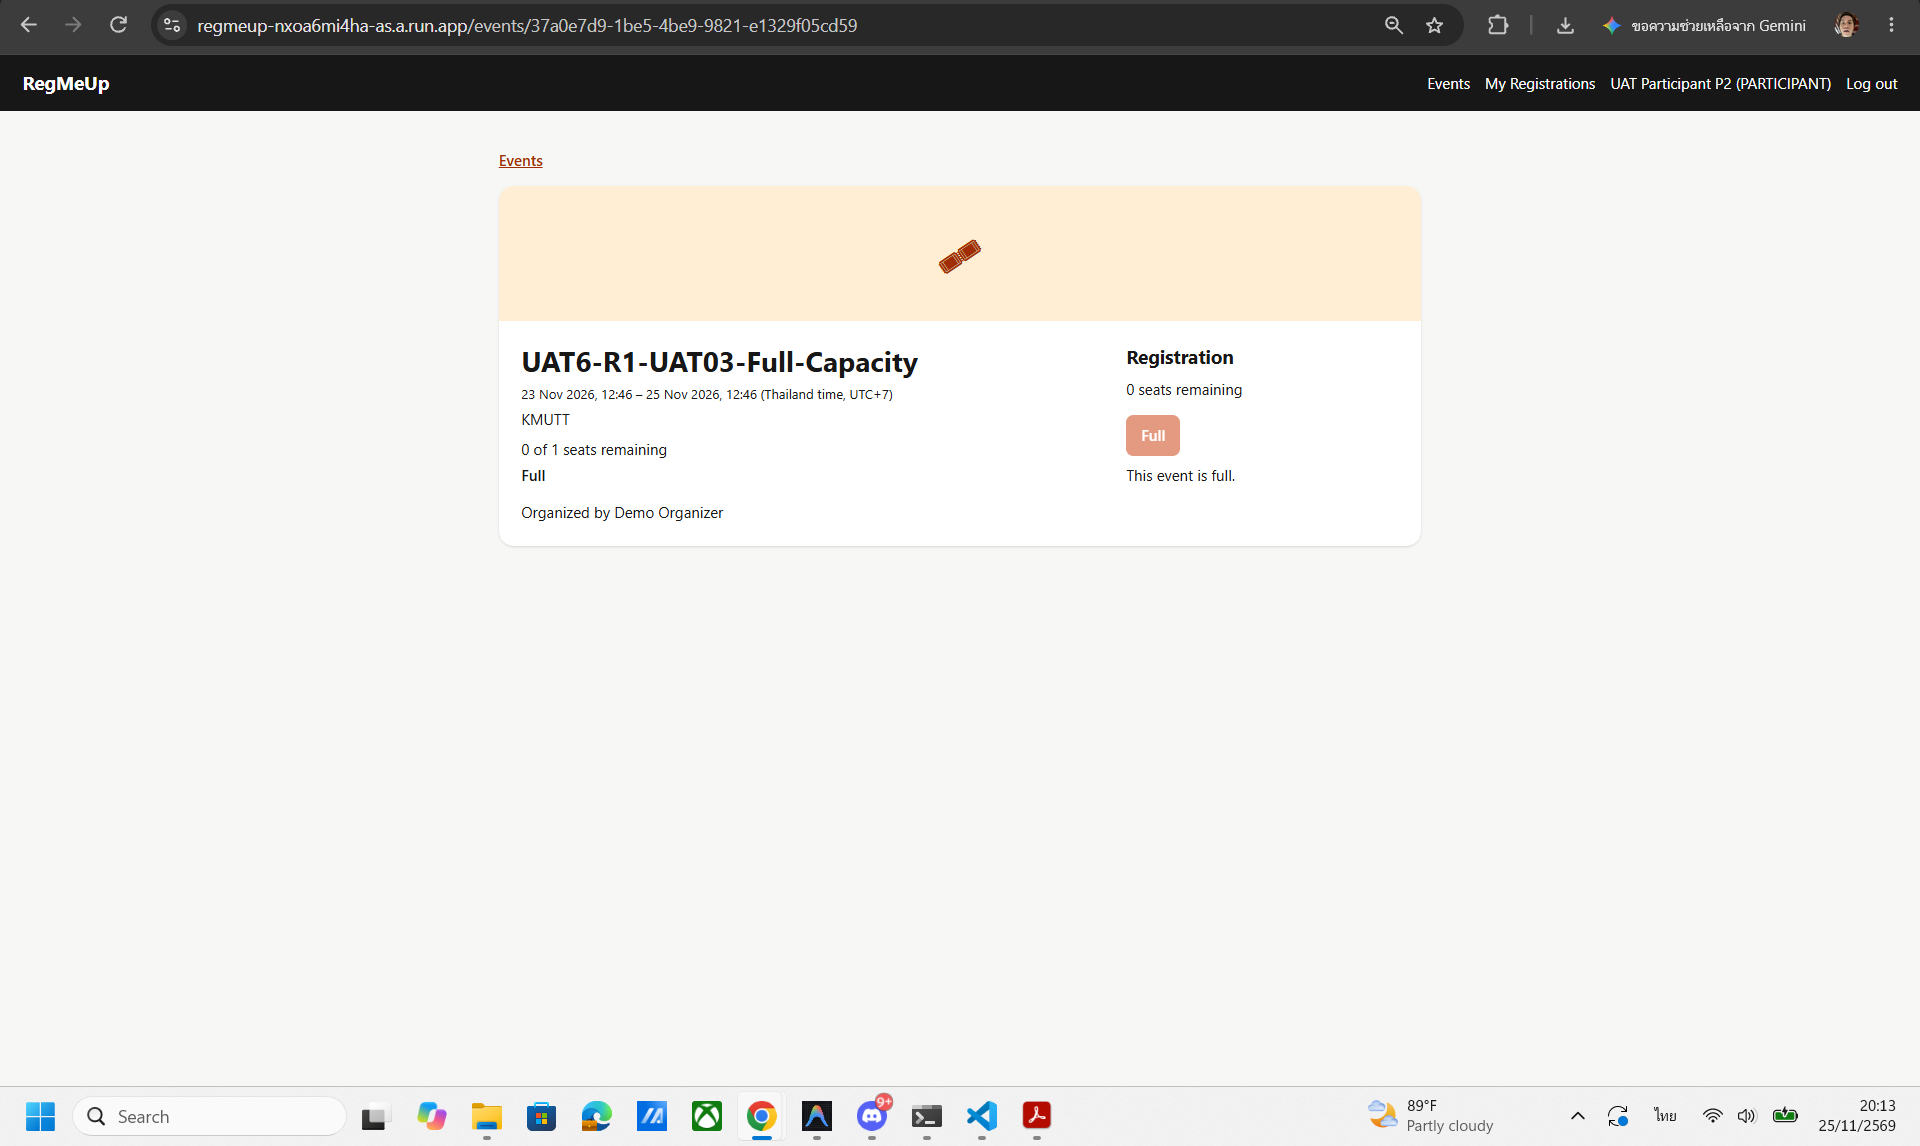 regmeup-nxoa6mi4ha-as.a.run.app/events/37a0e7d9-1be5-4be9-9821-e1329f05cd59
ขอความช่วยเหลือจาก Gemini
RegMeUp
Events
My Registrations
UAT Participant P2 (PARTICIPANT)
Log out
Events
UAT6-R1-UAT03-Full-Capacity
23 Nov 2026, 12:46 – 25 Nov 2026, 12:46 (Thailand time, UTC+7)
KMUTT
0 of 1 seats remaining
Full
Organized by Demo Organizer
Registration
0 seats remaining
Full
This event is full.
Search
9+
89°F
Partly cloudy
ไทย
20:13
25/11/2569